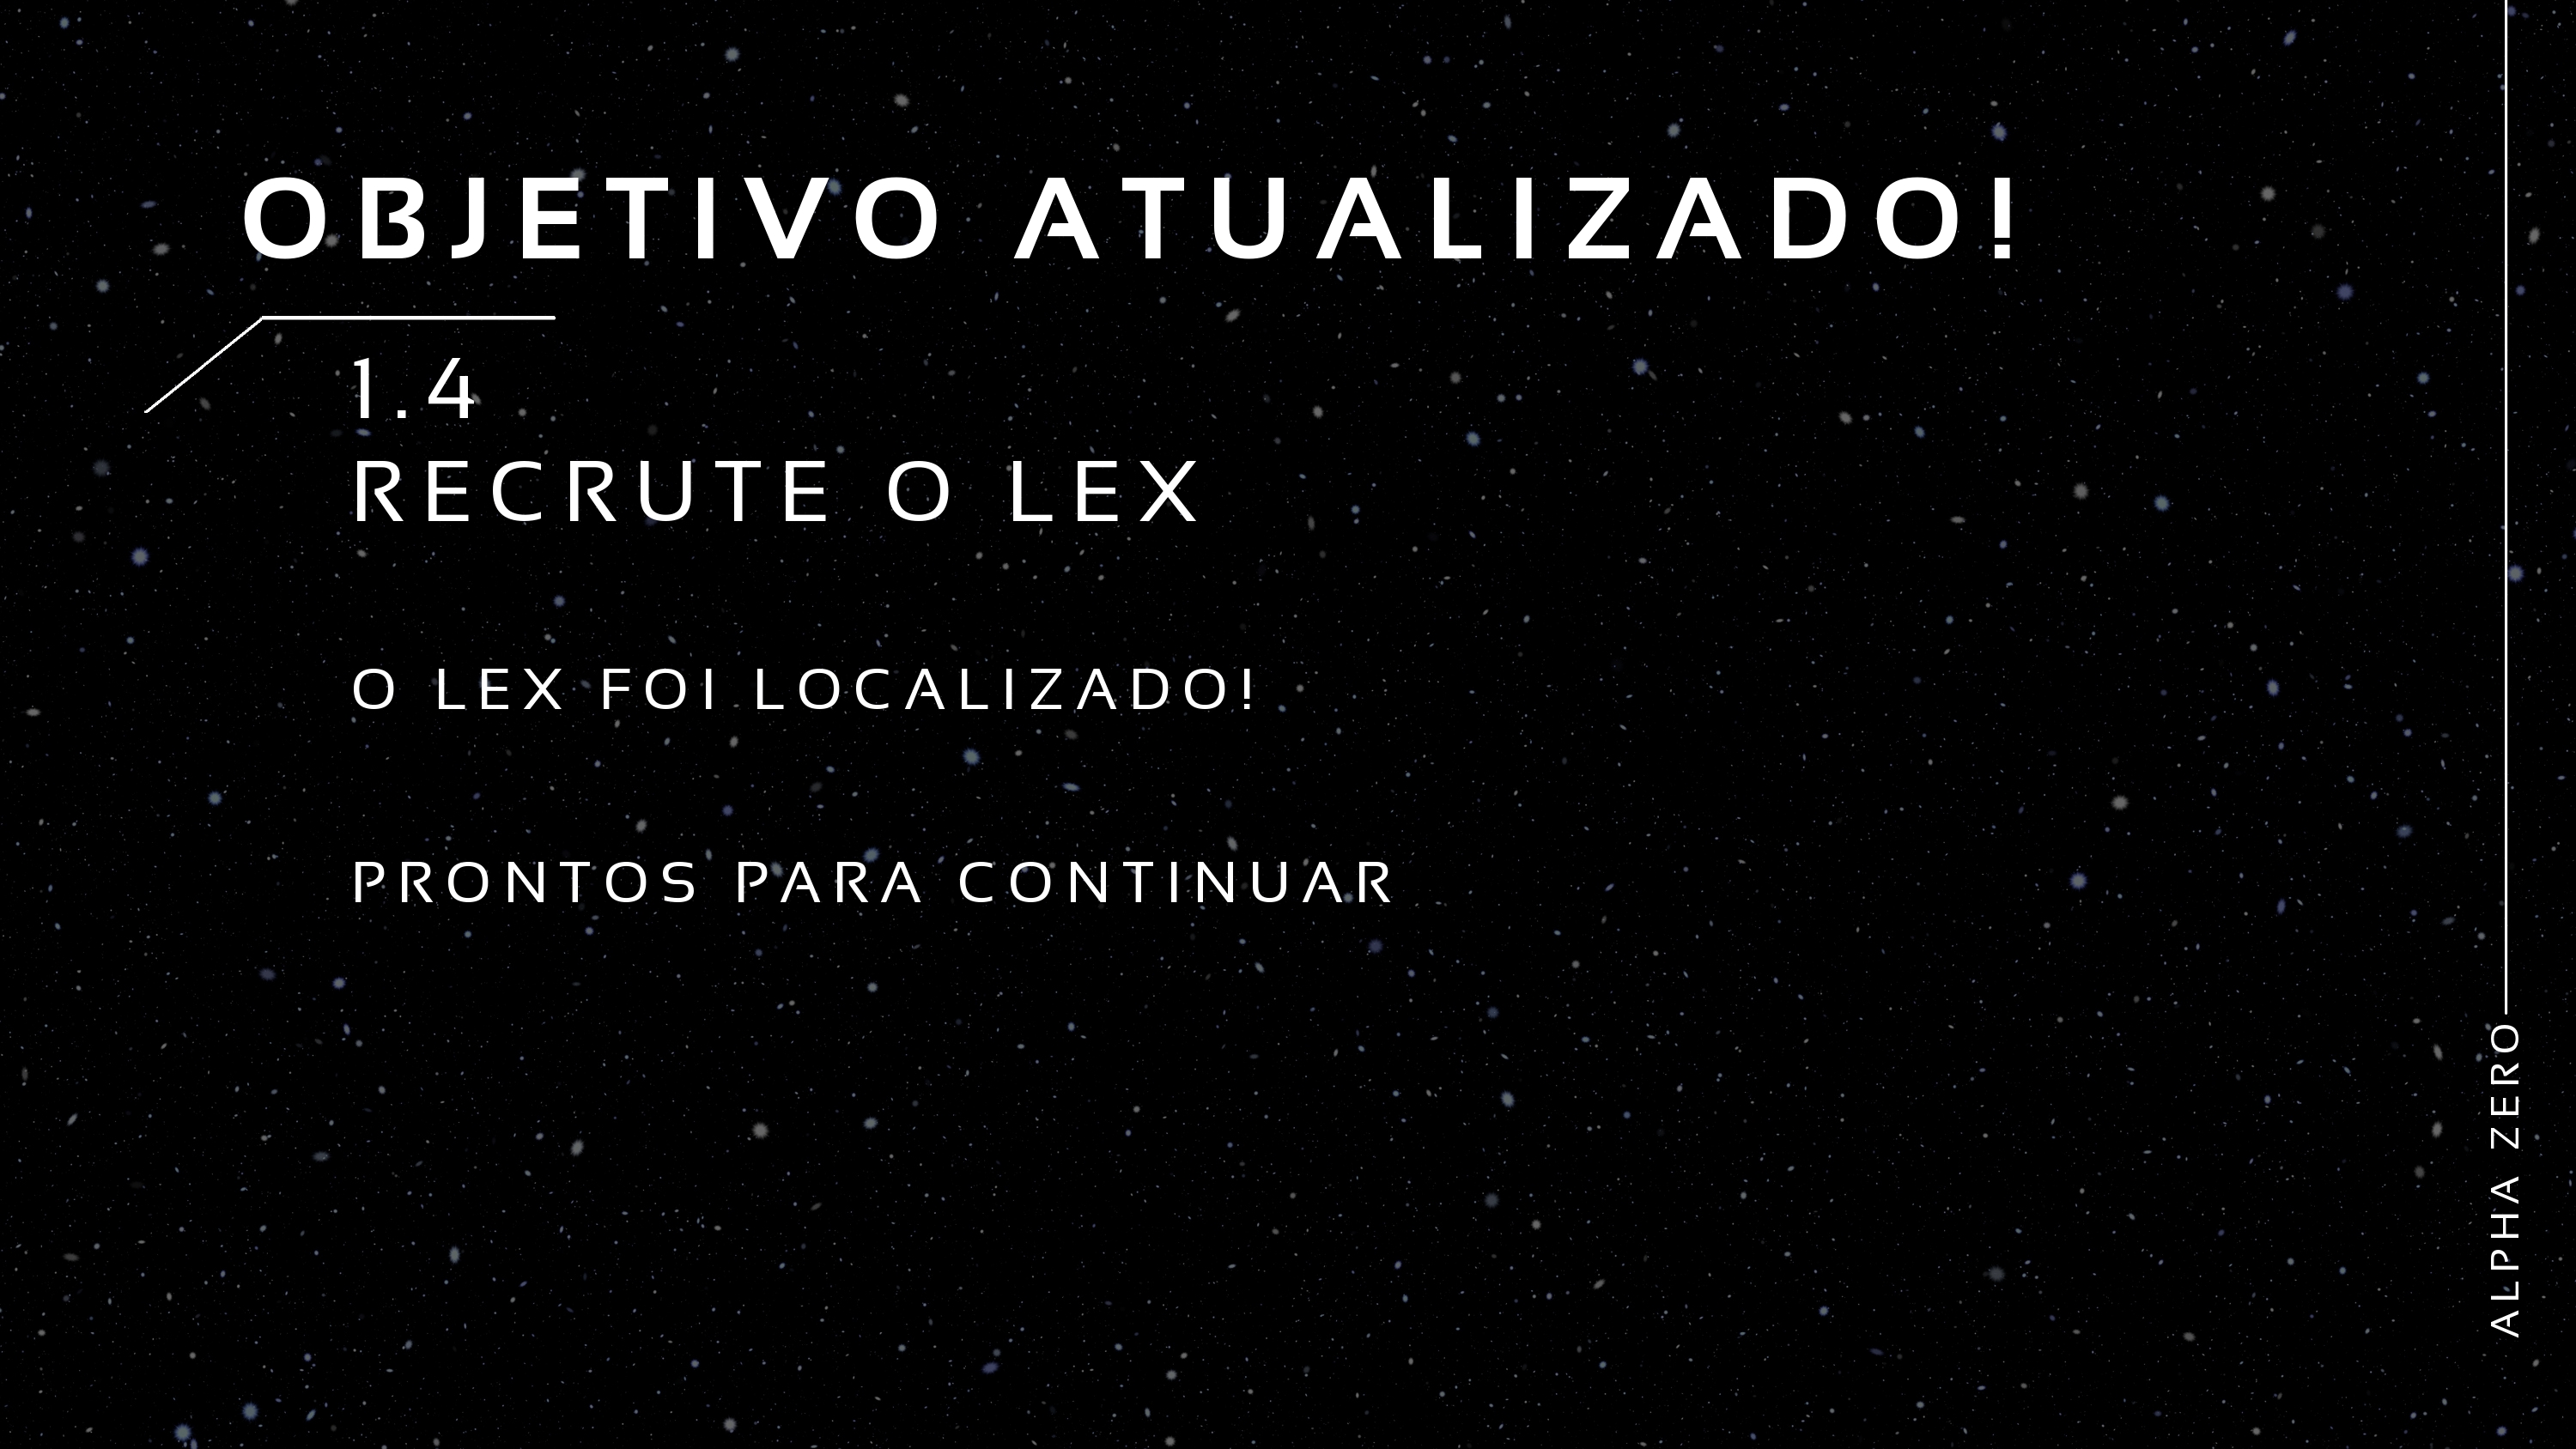 OBJETIVO ATUALIZADO!
1.4
RECRUTE O LEX
O LEX FOI LOCALIZADO!
PRONTOS PARA CONTINUAR
ALPHA ZERO